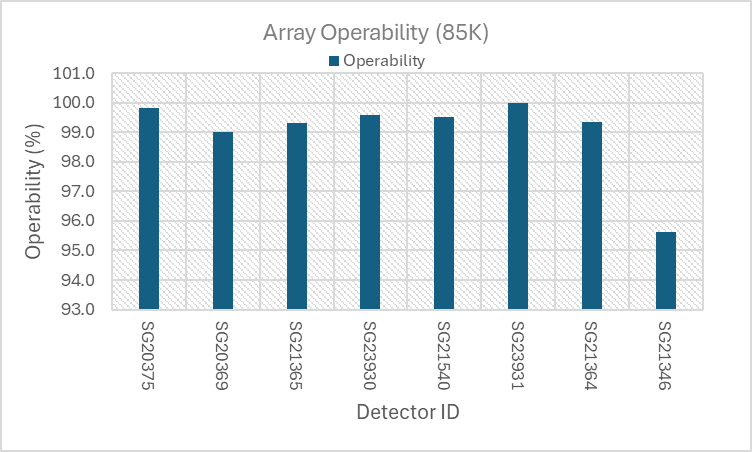 Array Operability (85K)
Operability
101.0
100.0
99.0
98.0
97.0
96.0
95.0
94.0
93.0
Operability (%)
SG20375
SG20369
SG21365
SG23930
SG21540
SG23931
SG21364
SG21346
Detector ID